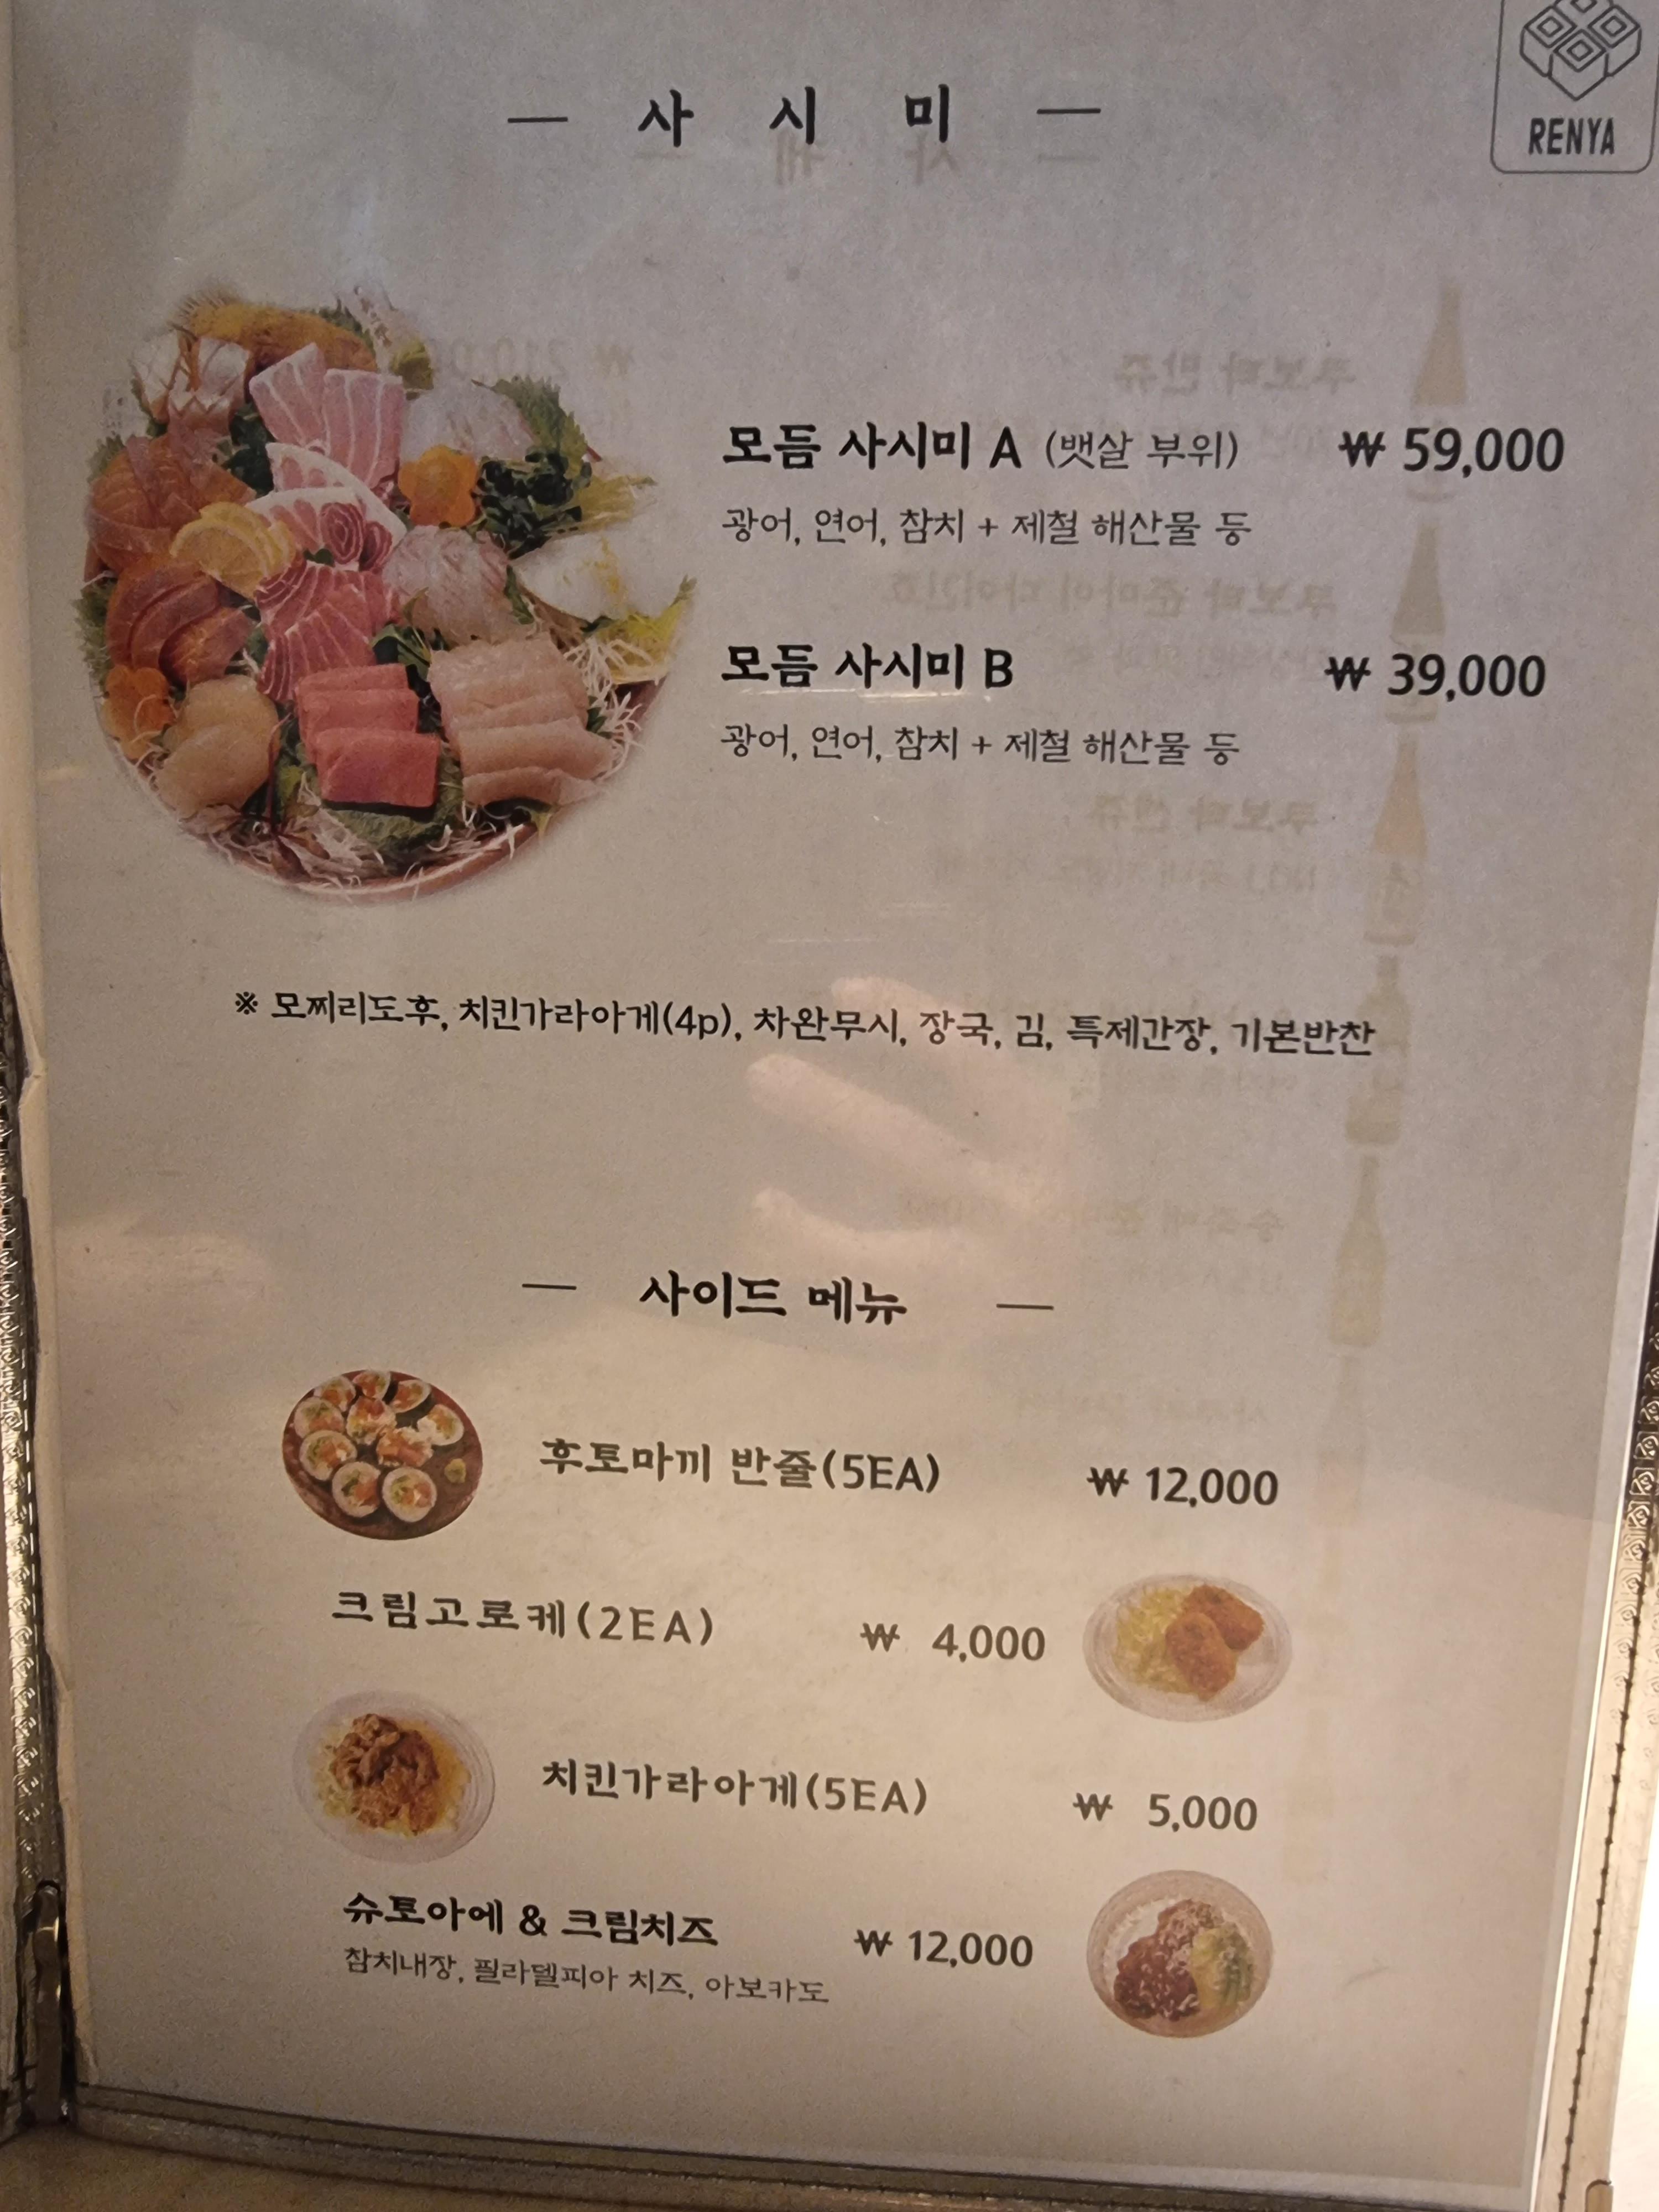 RENYA
— 사 시 미 —
모듬 사시미 A (뱃살 부위) ₩ 59,000
광어, 연어, 참치 + 제철 해산물 등
모듬 사시미 B ₩ 39,000
광어, 연어, 참치 + 제철 해산물 등
※ 모찌리도후, 치킨가라아게(4p), 차완무시, 장국, 김, 특제간장, 기본반찬
— 사이드 메뉴 —
후토마끼 반줄(5EA) ₩ 12,000
크림고로케(2EA) ₩ 4,000
치킨가라아게(5EA) ₩ 5,000
슈토아에 & 크림치즈 ₩ 12,000
참치내장, 필라델피아 치즈, 아보카도